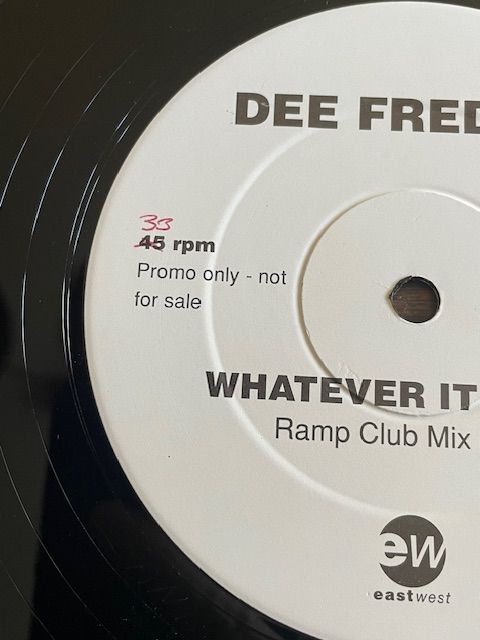 DEE FRED
33
45 rpm
Promo only - not
for sale
WHATEVER IT
Ramp Club Mix
ew
eastwest